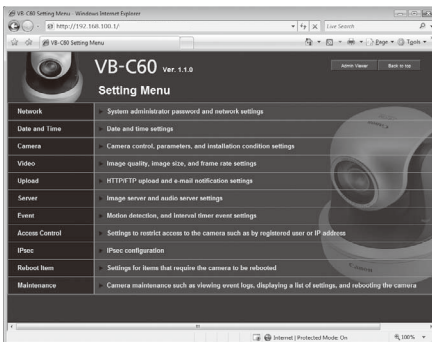 VB-C60 Setting Menu - Windows Internet Explorer
http://192.168.100.1/
Live Search
VB-C60 Setting Menu
Page
Tools
VB-C60 Ver. 1.1.0
Admin Viewer
Back to top
Setting Menu
Network
System administrator password and network settings
Date and Time
Date and time settings
Camera
Camera control, parameters, and installation condition settings
Video
Image quality, image size, and frame rate settings
Upload
HTTP/FTP upload and e-mail notification settings
Server
Image server and audio server settings
Event
Motion detection, and interval timer event settings
Access Control
Settings to restrict access to the camera such as by registered user or IP address
IPsec
IPsec configuration
Reboot Item
Settings for items that require the camera to be rebooted
Maintenance
Camera maintenance such as viewing event logs, displaying a list of settings, and rebooting the camera
Internet | Protected Mode: On
100%